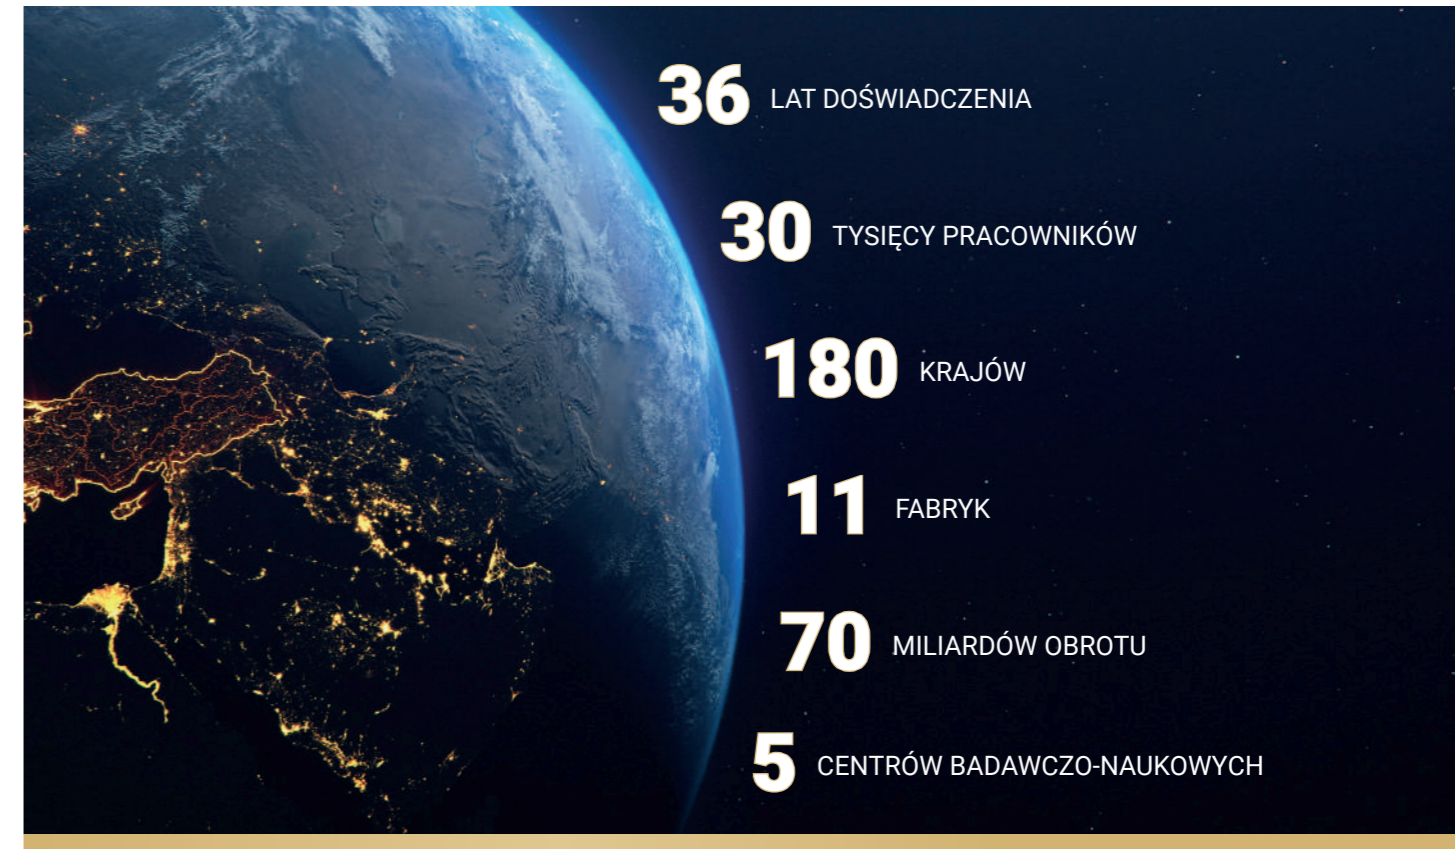 36 LAT DOŚWIADCZENIA
30 TYSIĘCY PRACOWNIKÓW
180 KRAJÓW
11 FABRYK
70 MILIARDÓW OBROTU
5 CENTRÓW BADAWCZO-NAUKOWYCH